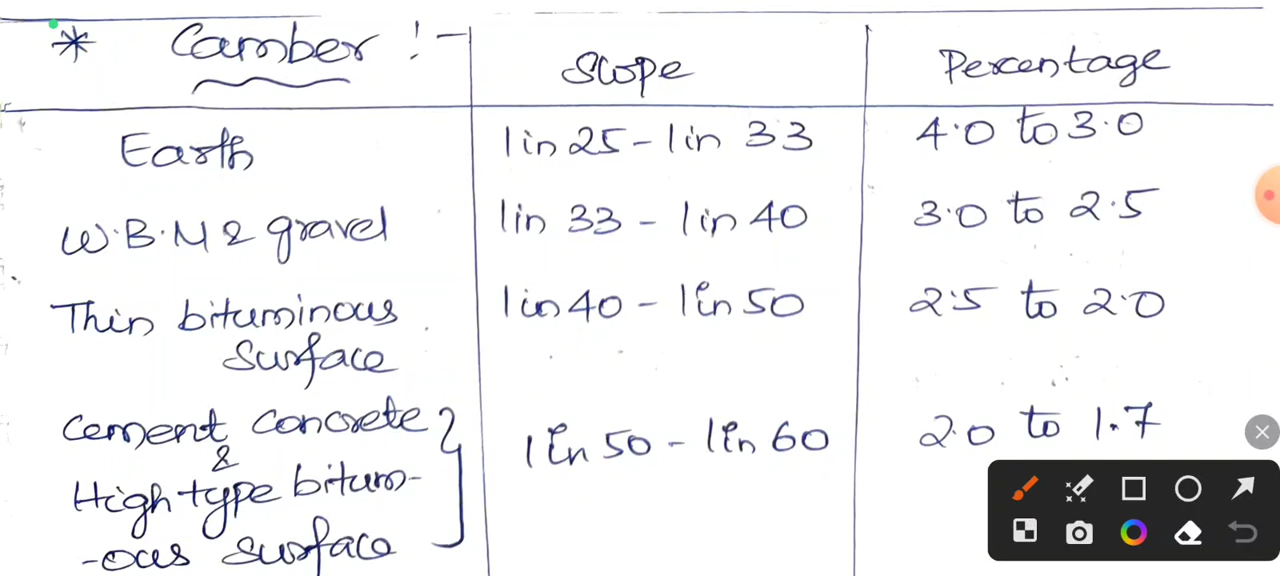 * Camber :- Slope Percentage
Earth 1 in 25 - 1 in 33 4.0 to 3.0
W.B.M & gravel 1 in 33 - 1 in 40 3.0 to 2.5
Thin bituminous 1 in 40 - 1 in 50 2.5 to 2.0
surface
Cement concrete
& 1 in 50 - 1 in 60 2.0 to 1.7
High type bitum-
-ous surface